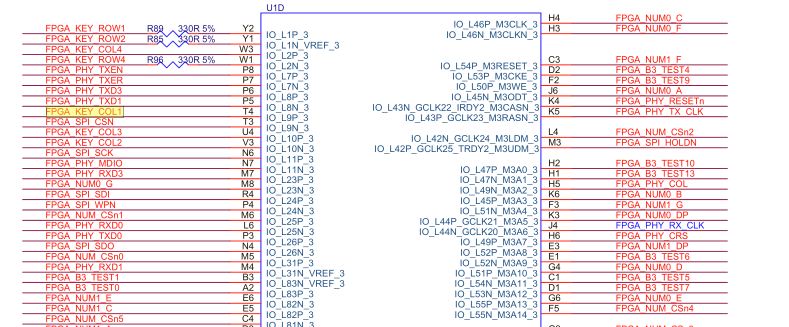 U1D
FPGA_KEY_ROW1 R89 330R 5% Y2 IO_L1P_3
FPGA_KEY_ROW2 R85 330R 5% Y1 IO_L1N_VREF_3
FPGA_KEY_COL4 W3 IO_L2P_3
FPGA_KEY_ROW4 R96 330R 5% W1 IO_L2N_3
FPGA_PHY_TXEN P8 IO_L7P_3
FPGA_PHY_TXER P7 IO_L7N_3
FPGA_PHY_TXD3 P6 IO_L8P_3
FPGA_PHY_TXD1 P5 IO_L8N_3
FPGA_KEY_COL1 T4 IO_L9P_3
FPGA_SPI_CSN T3 IO_L9N_3
FPGA_KEY_COL3 U4 IO_L10P_3
FPGA_KEY_COL2 V3 IO_L10N_3
FPGA_SPI_SCK N6 IO_L11P_3
FPGA_PHY_MDIO N7 IO_L11N_3
FPGA_PHY_RXD3 M7 IO_L23P_3
FPGA_NUM0_G M8 IO_L23N_3
FPGA_SPI_SDI R4 IO_L24P_3
FPGA_SPI_WPN P4 IO_L24N_3
FPGA_NUM_CSn1 M6 IO_L25P_3
FPGA_PHY_RXD0 L6 IO_L25N_3
FPGA_PHY_TXD0 P3 IO_L26P_3
FPGA_SPI_SDO N4 IO_L26N_3
FPGA_NUM_CSn0 M5 IO_L31P_3
FPGA_PHY_RXD1 M4 IO_L31N_VREF_3
FPGA_B3_TEST1 B3 IO_L83N_VREF_3
FPGA_B3_TEST0 A2 IO_L83P_3
FPGA_NUM1_E E6 IO_L82N_3
FPGA_NUM1_C E5 IO_L82P_3
FPGA_NUM_CSn5 C4 IO_L81N_3
IO_L46P_M3CLK_3 H4 FPGA_NUM0_C
IO_L46N_M3CLKN_3 H3 FPGA_NUM0_F
IO_L54P_M3RESET_3 C3 FPGA_NUM1_F
IO_L53P_M3CKE_3 D2 FPGA_B3_TEST4
IO_L50P_M3WE_3 F2 FPGA_B3_TEST9
IO_L45N_M3ODT_3 J6 FPGA_NUM0_A
IO_L43N_GCLK22_IRDY2_M3CASN_3 K4 FPGA_PHY_RESETn
IO_L43P_GCLK23_M3RASN_3 K5 FPGA_PHY_TX_CLK
IO_L42N_GCLK24_M3LDM_3 L4 FPGA_NUM_CSn2
IO_L42P_GCLK25_TRDY2_M3UDM_3 M3 FPGA_SPI_HOLDN
IO_L47P_M3A0_3 H2 FPGA_B3_TEST10
IO_L47N_M3A1_3 H1 FPGA_B3_TEST13
IO_L49N_M3A2_3 H5 FPGA_PHY_COL
IO_L45P_M3A3_3 K6 FPGA_NUM0_B
IO_L51N_M3A4_3 F3 FPGA_NUM1_G
IO_L44P_GCLK21_M3A5_3 K3 FPGA_NUM0_DP
IO_L44N_GCLK20_M3A6_3 J4 FPGA_PHY_RX_CLK
IO_L49P_M3A7_3 H6 FPGA_PHY_CRS
IO_L52P_M3A8_3 E3 FPGA_NUM1_DP
IO_L52N_M3A9_3 E1 FPGA_B3_TEST6
IO_L51P_M3A10_3 G4 FPGA_NUM0_D
IO_L54N_M3A11_3 C1 FPGA_B3_TEST5
IO_L53N_M3A12_3 D1 FPGA_B3_TEST7
IO_L55P_M3A13_3 G6 FPGA_NUM0_E
IO_L55N_M3A14_3 F5 FPGA_NUM_CSn4